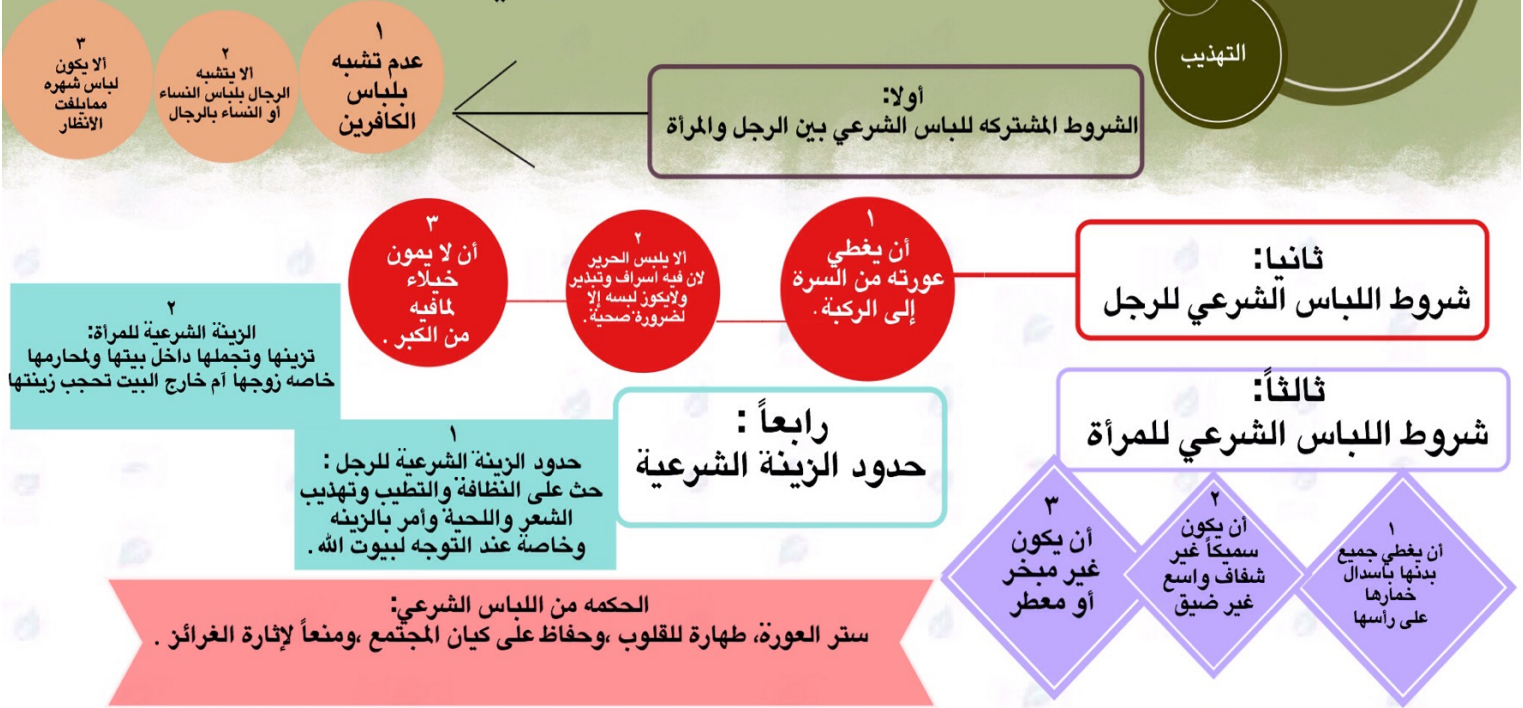 التهذيب
أولا:
الشروط المشتركه للباس الشرعي بين الرجل والمرأة
١
عدم تشبه
بلباس
الكافرين
٢
ألا يتشبه
الرجال بلباس النساء
أو النساء بالرجال
٣
ألا يكون
لباس شهره
ممايلفت
الأنظار
ثانيا:
شروط اللباس الشرعي للرجل
١
أن يغطي
عورته من السرة
إلى الركبة .
٢
ألا يلبس الحرير
لان فيه اسراف وتبذير
ولايكوز لبسه إلا
لضرورة صحية .
٣
أن لا يمون
خيلاء
لمافيه
من الكبر .
ثالثاً:
شروط اللباس الشرعي للمرأة
١
أن يغطي جميع
بدنها باسدال
خمارها
على رأسها
٢
أن يكون
سميكاً غير
شفاف واسع
غير ضيق
٣
أن يكون
غير مبخر
أو معطر
رابعاً :
حدود الزينة الشرعية
١
حدود الزينة الشرعية للرجل :
حث على النظافة والتطيب وتهذيب
الشعر واللحية وأمر بالزينه
وخاصة عند التوجه لبيوت الله .
٢
الزينة الشرعية للمرأة:
تزينها وتجملها داخل بيتها ولمحارمها
خاصه زوجها آم خارج البيت تحجب زينتها
الحكمه من اللباس الشرعي:
ستر العورة، طهارة للقلوب ،وحفاظ على كيان المجتمع ،ومنعاً لإثارة الغرائز .